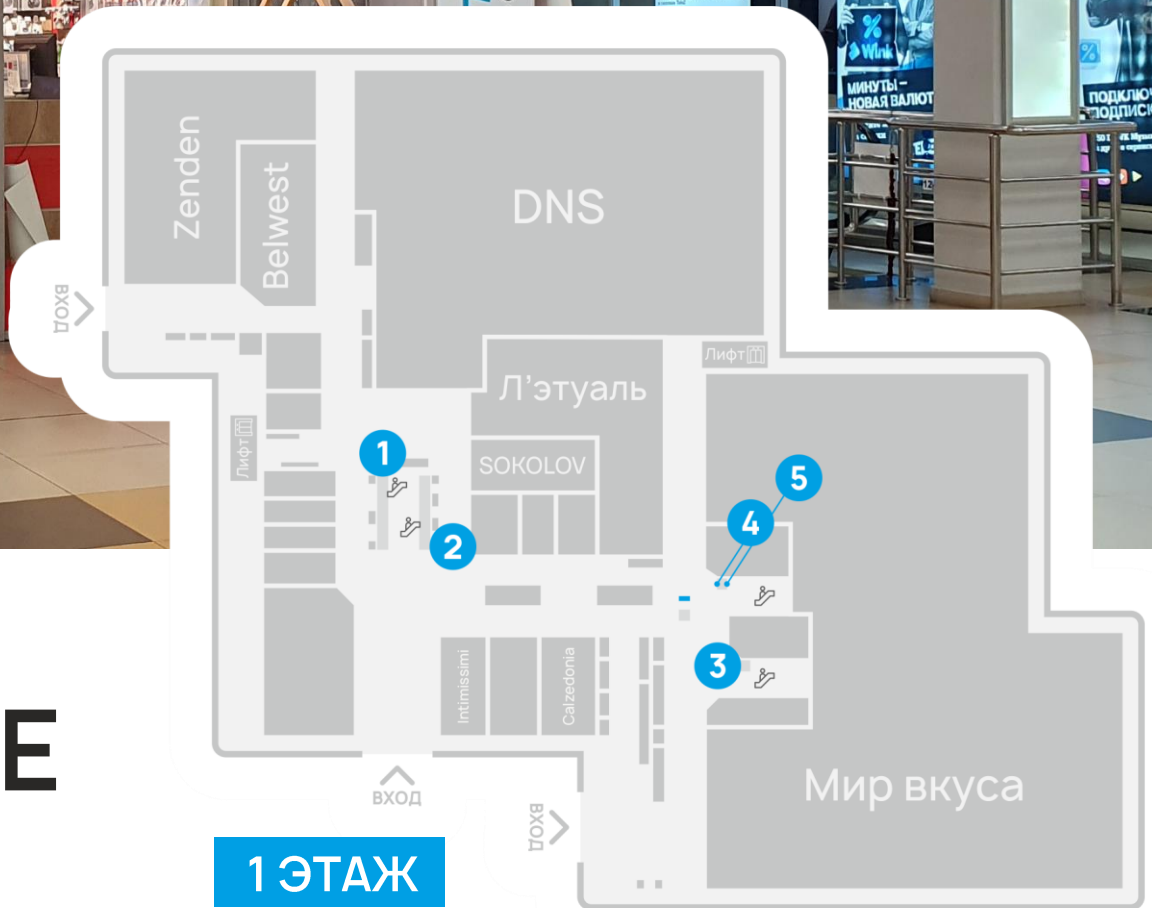 Wink
МИНУТЫ –
НОВАЯ ВАЛЮТ
ПОДКЛЮЧ
ПОДПИСК
Zenden
Belwest
DNS
ВХОД
Лифт
Л'этуаль
Лифт
1
SOKOLOV
5
4
2
3
Intimissimi
Calzedonia
Е
Мир вкуса
ВХОД
ВХОД
1 ЭТАЖ